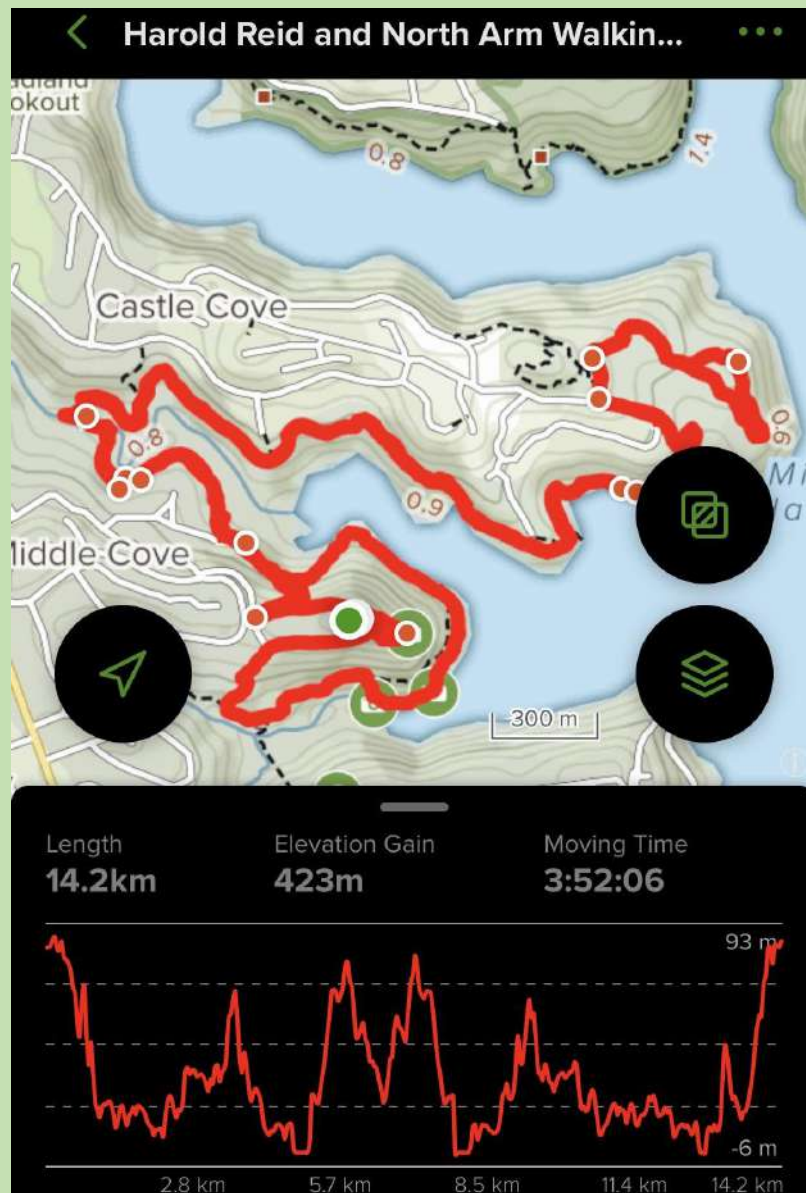 Harold Reid and North Arm Walkin...
ookout
0.8
1.4
Castle Cove
0.8
0.9
0.6
Mi
Middle Cove
300 m
Length
Elevation Gain
Moving Time
14.2km
423m
3:52:06
93 m
-6 m
2.8 km
5.7 km
8.5 km
11.4 km
14.2 km